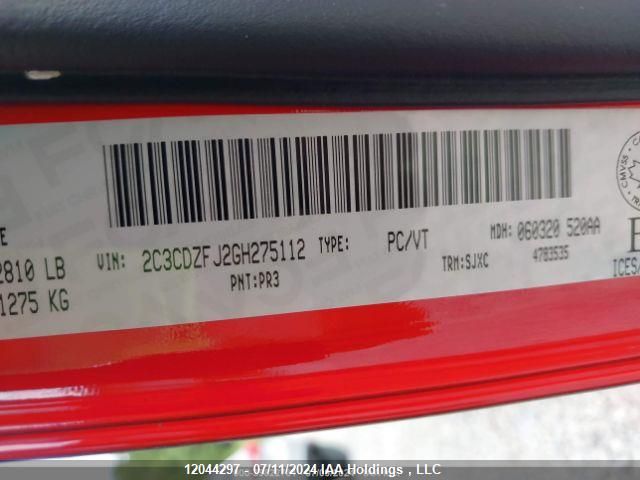 E
2810 LB
1275 KG
VIN: 2C3CDZFJ2GH275112 TYPE: PC/VT MDH: 060320 520AA
PNT:PR3 TRM:SJXC 4783535
CMVSS
ICES/
12044297 - 07/11/2024 IAA Holdings , LLC